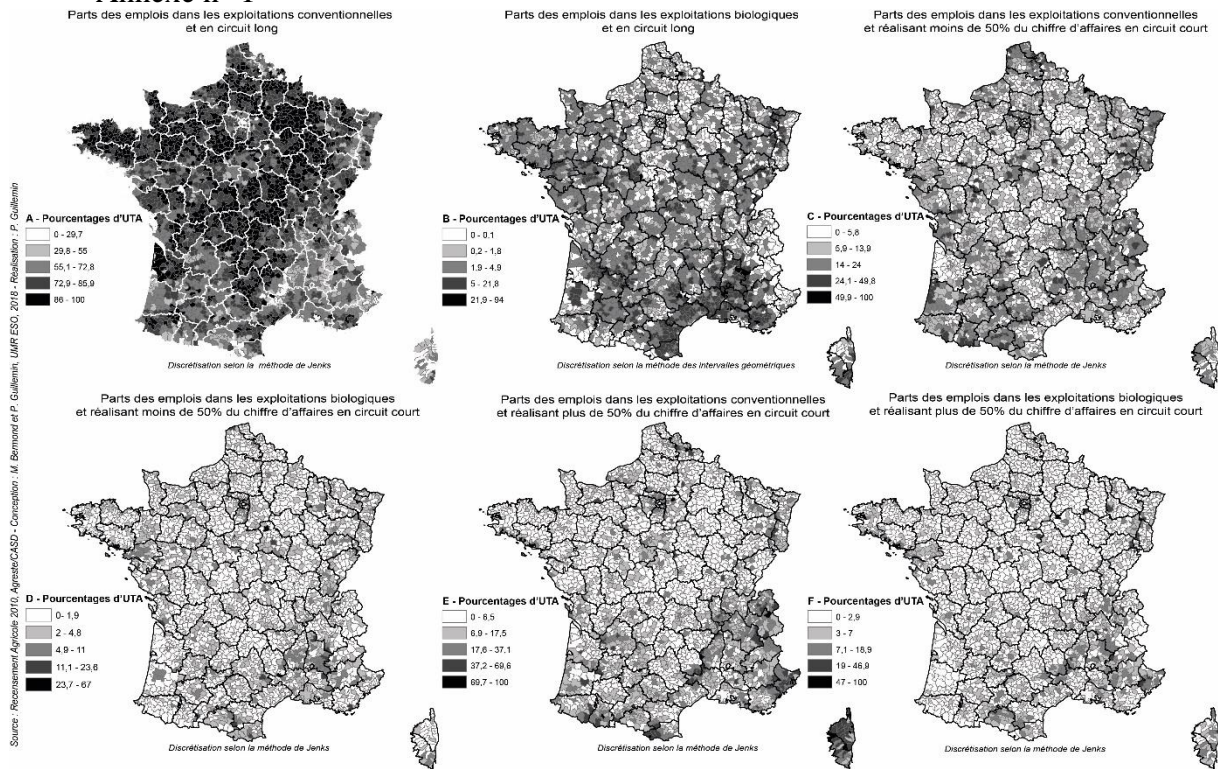 Annexe n° 1
Parts des emplois dans les exploitations conventionnelles
et en circuit long
A - Pourcentages d'UTA
0 - 29,7
29,8 - 55
55,1 - 72,8
72,9 - 85,9
86 - 100
Discrétisation selon la méthode de Jenks
Parts des emplois dans les exploitations biologiques
et en circuit long
B - Pourcentages d'UTA
0 - 0,1
0,2 - 1,8
1,9 - 4,9
5 - 21,8
21,9 - 94
Discrétisation selon la méthode des intervalles géométriques
Parts des emplois dans les exploitations conventionnelles
et réalisant moins de 50% du chiffre d'affaires en circuit court
C - Pourcentages d'UTA
0 - 5,8
5,9 - 13,9
14 - 24
24,1 - 49,8
49,9 - 100
Discrétisation selon la méthode de Jenks
Parts des emplois dans les exploitations biologiques
et réalisant moins de 50% du chiffre d'affaires en circuit court
D - Pourcentages d'UTA
0- 1,9
2 - 4,8
4,9 - 11
11,1 - 23,6
23,7 - 67
Discrétisation selon la méthode de Jenks
Parts des emplois dans les exploitations conventionnelles
et réalisant plus de 50% du chiffre d'affaires en circuit court
E - Pourcentages d'UTA
0 - 6,5
6,9 - 17,5
17,6 - 37,1
37,2 - 69,6
69,7 - 100
Discrétisation selon la méthode de Jenks
Parts des emplois dans les exploitations biologiques
et réalisant plus de 50% du chiffre d'affaires en circuit court
F - Pourcentages d'UTA
0 - 2,9
3 - 7
7,1 - 18,9
19 - 46,9
47 - 100
Discrétisation selon la méthode de Jenks
Source : Recensement Agricole 2010, Agreste/CASD - Conception : M. Bermond et P. Guillemin, UMR ESO, 2018 - Réalisation : P. Guillemin